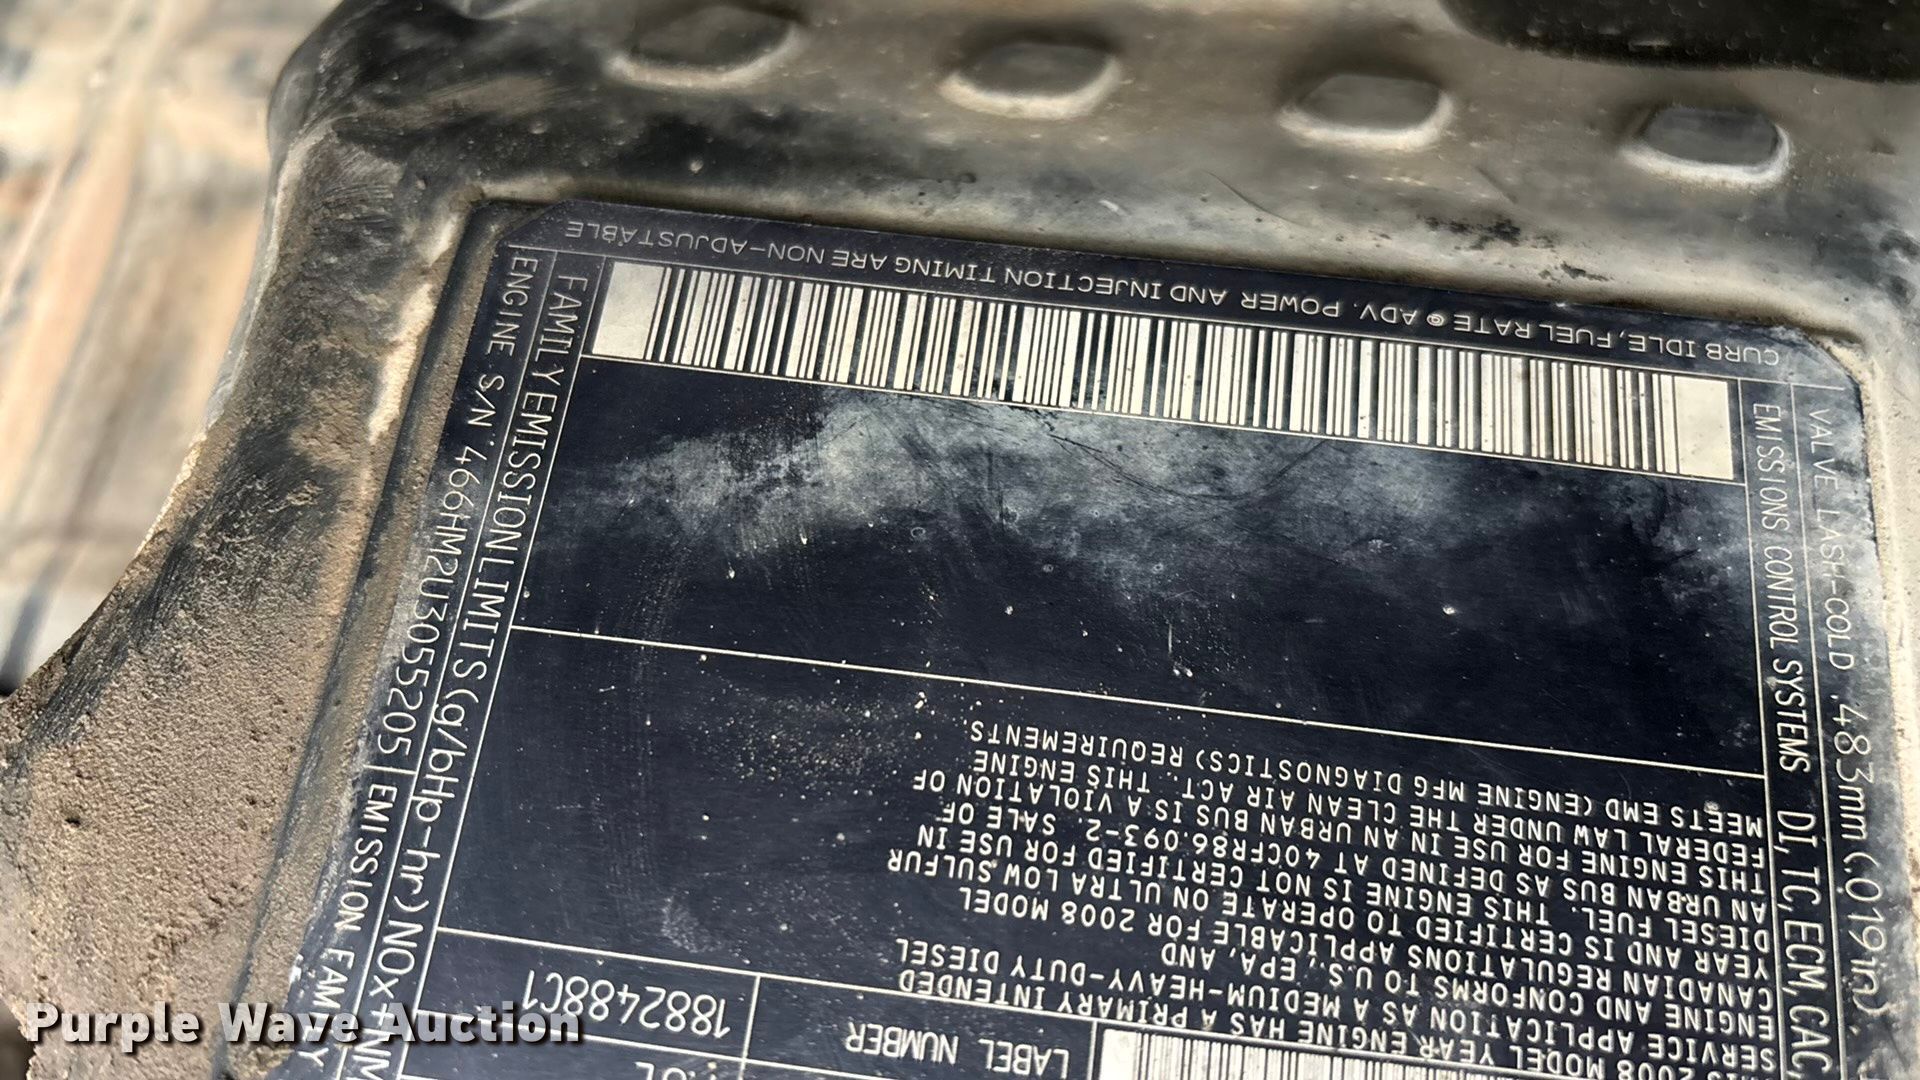 CURB IDLE, FUEL RATE @ ADV. POWER AND INJECTION TIMING ARE NON-ADJUSTABLE
VALVE LASH-COLD .483mm (.019in).
EMISSIONS CONTROL SYSTEMS DI, TC, ECM, CAC,
FAMILY EMISSION LIMITS (g/bHp-hr) NOx+NM
ENGINE S/N 466HM2U3055205 EMISSION FAMILY
2008 MODEL YEAR ENGINE HAS A PRIMARY INTENDED
SERVICE APPLICATION AS A MEDIUM-HEAVY-DUTY DIESEL
ENGINE AND CONFORMS TO U.S., EPA, AND
CANADIAN REGULATIONS APPLICABLE FOR 2008 MODEL
YEAR AND IS CERTIFIED TO OPERATE ON ULTRA LOW SULFUR
DIESEL FUEL. THIS ENGINE IS NOT CERTIFIED FOR USE IN
AN URBAN BUS AS DEFINED AT 40CFR86.093-2. SALE OF
THIS ENGINE FOR USE IN AN URBAN BUS IS A VIOLATION OF
FEDERAL LAW UNDER THE CLEAN AIR ACT. THIS ENGINE
MEETS EMD (ENGINE MFG DIAGNOSTICS) REQUIREMENTS
LABEL NUMBER
1882488C1
Purple Wave Auction